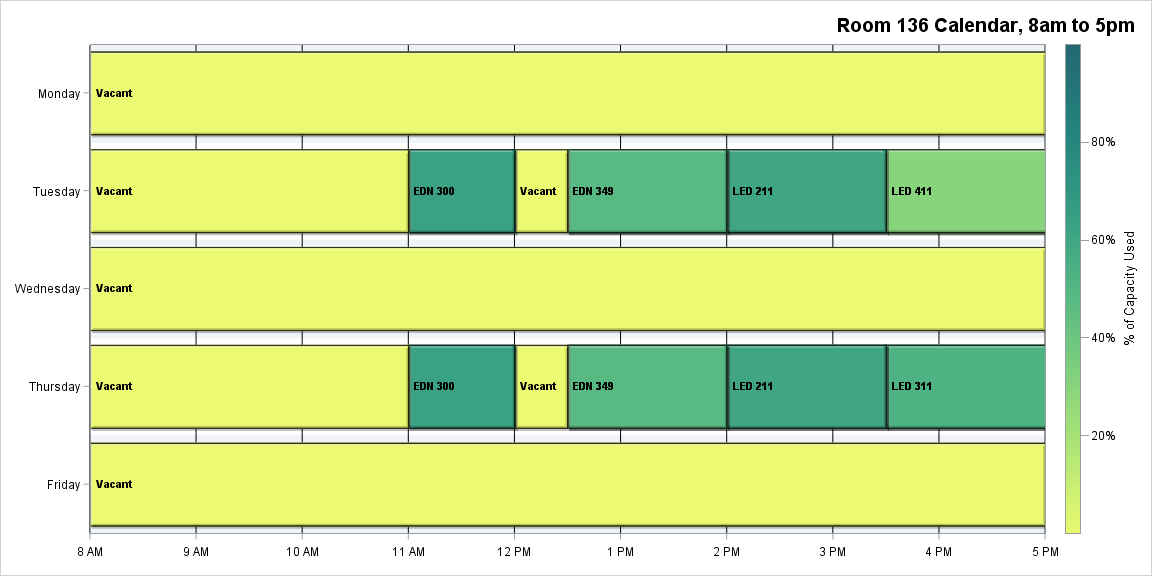 Room 136 Calendar, 8am to 5pm
Monday
Vacant
Tuesday
Vacant
EDN 300
Vacant
EDN 349
LED 211
LED 411
Wednesday
Vacant
Thursday
Vacant
EDN 300
Vacant
EDN 349
LED 211
LED 311
Friday
Vacant
8 AM
9 AM
10 AM
11 AM
12 PM
1 PM
2 PM
3 PM
4 PM
5 PM
80%
60%
40%
20%
% of Capacity Used